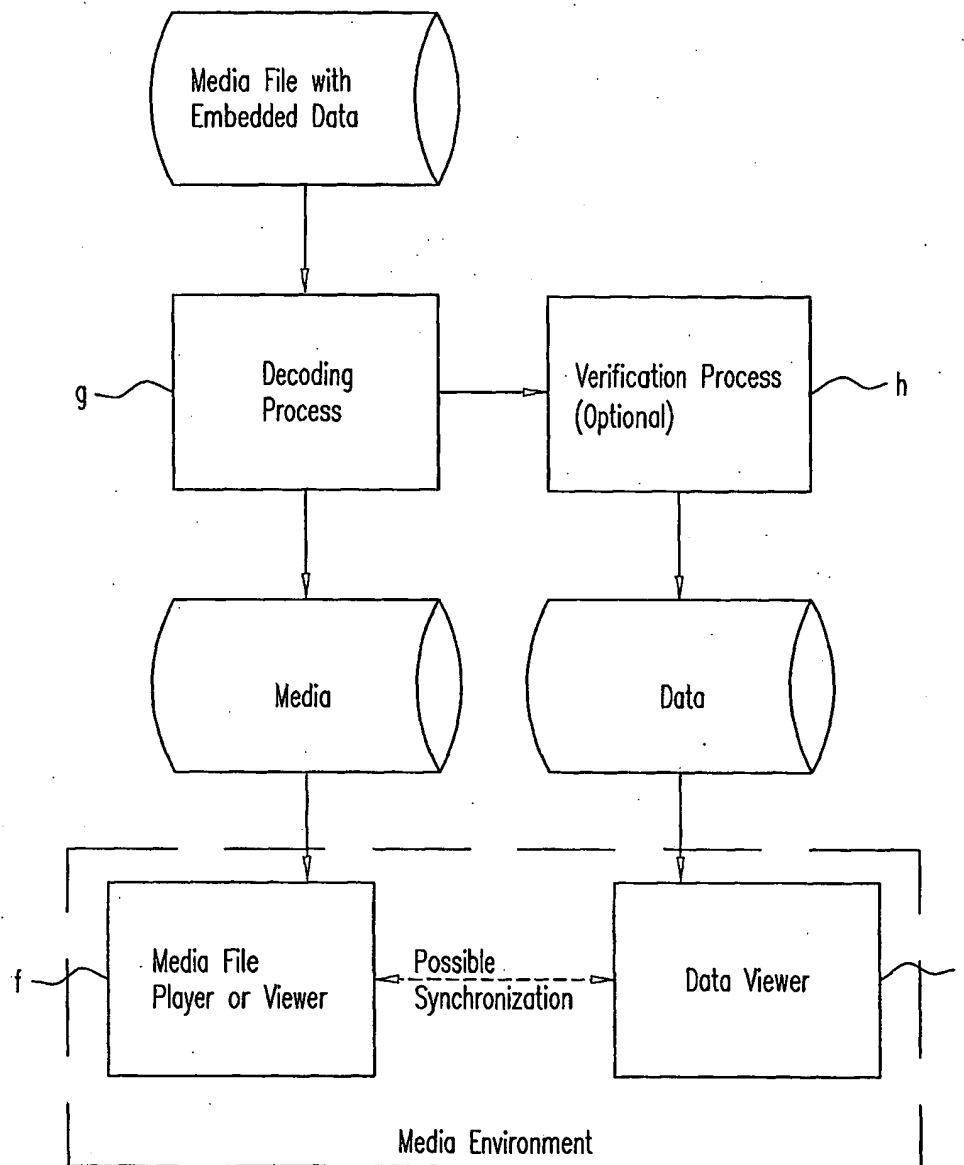 Media File with
Embedded Data
g
Decoding
Process
Verification Process
(Optional)
h
Media
Data
f
Media File
Player or Viewer
Possible
Synchronization
Data Viewer
Media Environment